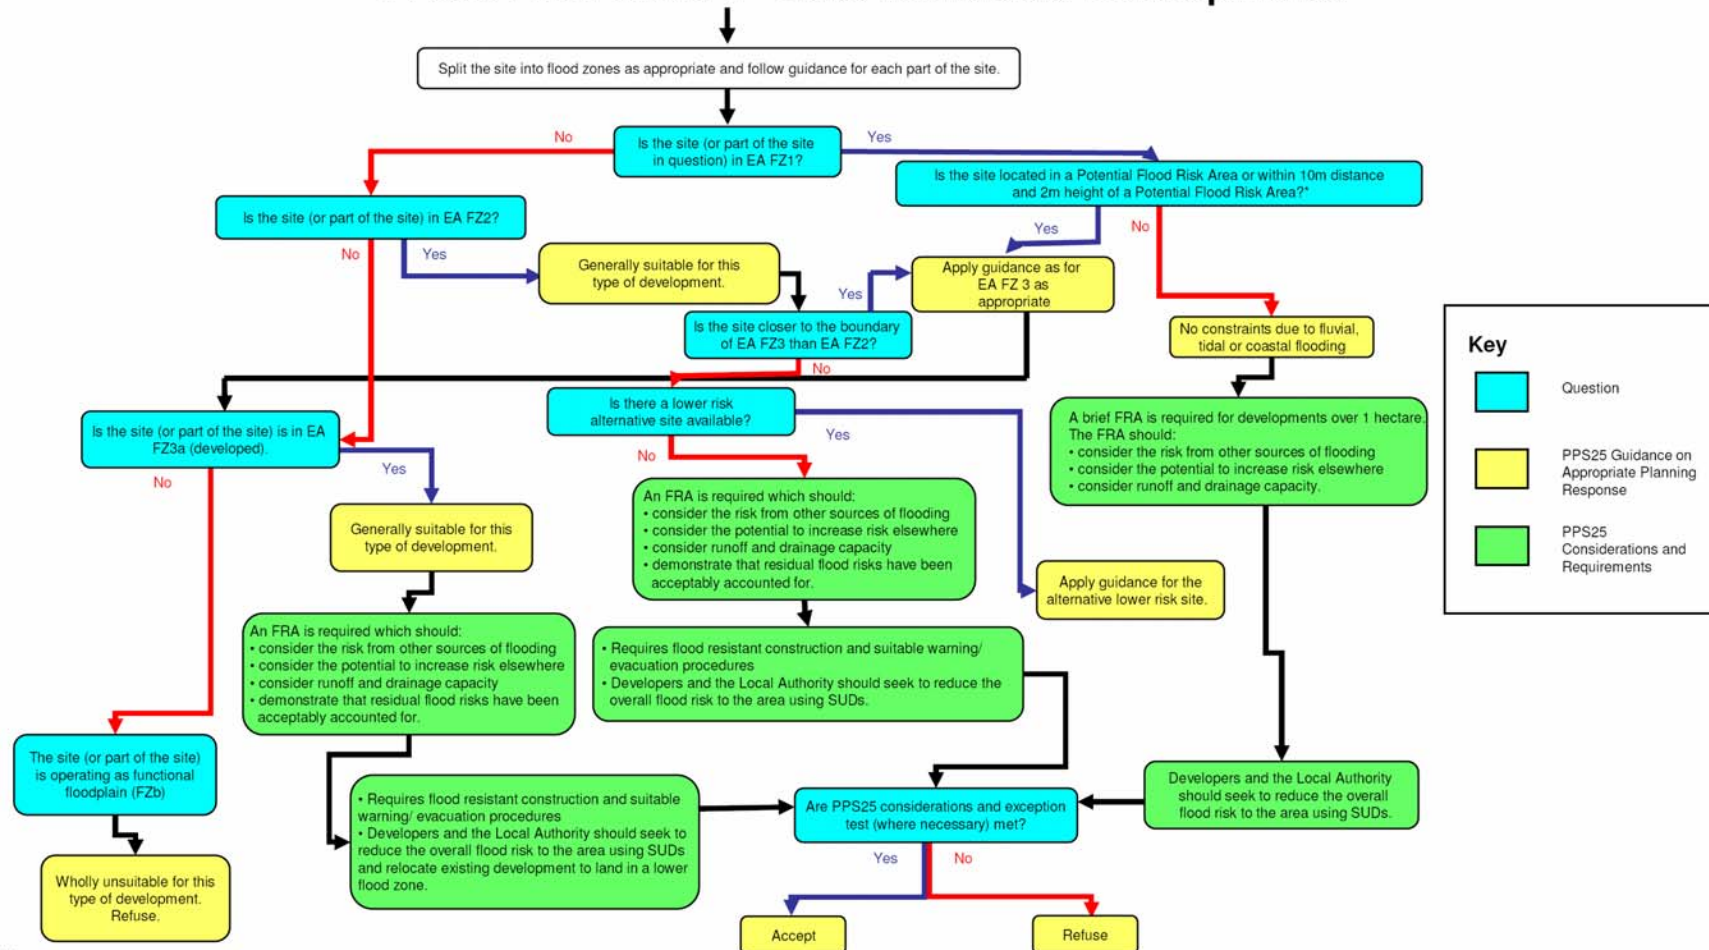 Split the site into flood zones as appropriate and follow guidance for each part of the site.
No
Is the site (or part of the site
in question) in EA FZ1?
Yes
Is the site located in a Potential Flood Risk Area or within 10m distance
and 2m height of a Potential Flood Risk Area?*
Is the site (or part of the site) in EA FZ2?
Yes
No
No
Yes
Generally suitable for this
type of development.
Yes
Apply guidance as for
EA FZ 3 as
appropriate
Is the site closer to the boundary
of EA FZ3 than EA FZ2?
No constraints due to fluvial,
tidal or coastal flooding
No
Is there a lower risk
alternative site available?
Is the site (or part of the site) is in EA
FZ3a (developed).
Yes
No
Yes
No
A brief FRA is required for developments over 1 hectare.
The FRA should:
• consider the risk from other sources of flooding
• consider the potential to increase risk elsewhere
• consider runoff and drainage capacity.
Generally suitable for this
type of development.
An FRA is required which should:
• consider the risk from other sources of flooding
• consider the potential to increase risk elsewhere
• consider runoff and drainage capacity
• demonstrate that residual flood risks have been
acceptably accounted for.
Apply guidance for the
alternative lower risk site.
An FRA is required which should:
• consider the risk from other sources of flooding
• consider the potential to increase risk elsewhere
• consider runoff and drainage capacity
• demonstrate that residual flood risks have been
acceptably accounted for.
• Requires flood resistant construction and suitable warning/
evacuation procedures
• Developers and the Local Authority should seek to reduce the
overall flood risk to the area using SUDs.
The site (or part of the site)
is operating as functional
floodplain (FZb)
• Requires flood resistant construction and suitable
warning/ evacuation procedures
• Developers and the Local Authority should seek to
reduce the overall flood risk to the area using SUDs
and relocate existing development to land in a lower
flood zone.
Are PPS25 considerations and exception
test (where necessary) met?
Developers and the Local Authority
should seek to reduce the overall
flood risk to the area using SUDs.
Yes
No
Wholly unsuitable for this
type of development.
Refuse.
Accept
Refuse
Key
Question
PPS25 Guidance on
Appropriate Planning
Response
PPS25
Considerations and
Requirements